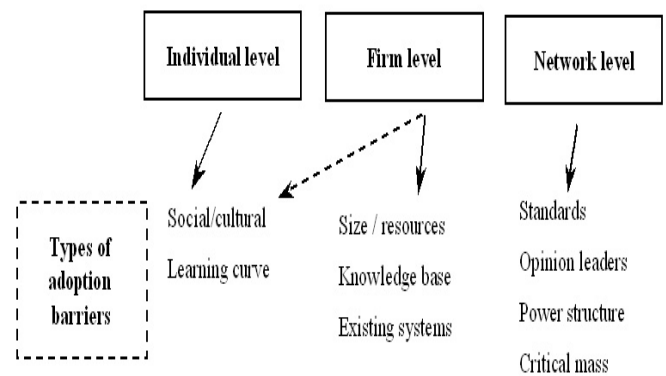 Individual level
Firm level
Network level
Types of
adoption
barriers
Social/cultural
Learning curve
Size / resources
Knowledge base
Existing systems
Standards
Opinion leaders
Power structure
Critical mass